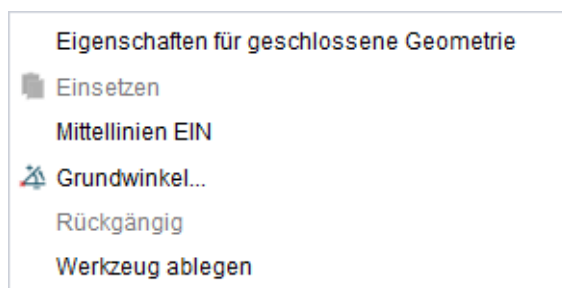 Eigenschaften für geschlossene Geometrie
Einsetzen
Mittellinien EIN
Grundwinkel...
Rückgängig
Werkzeug ablegen